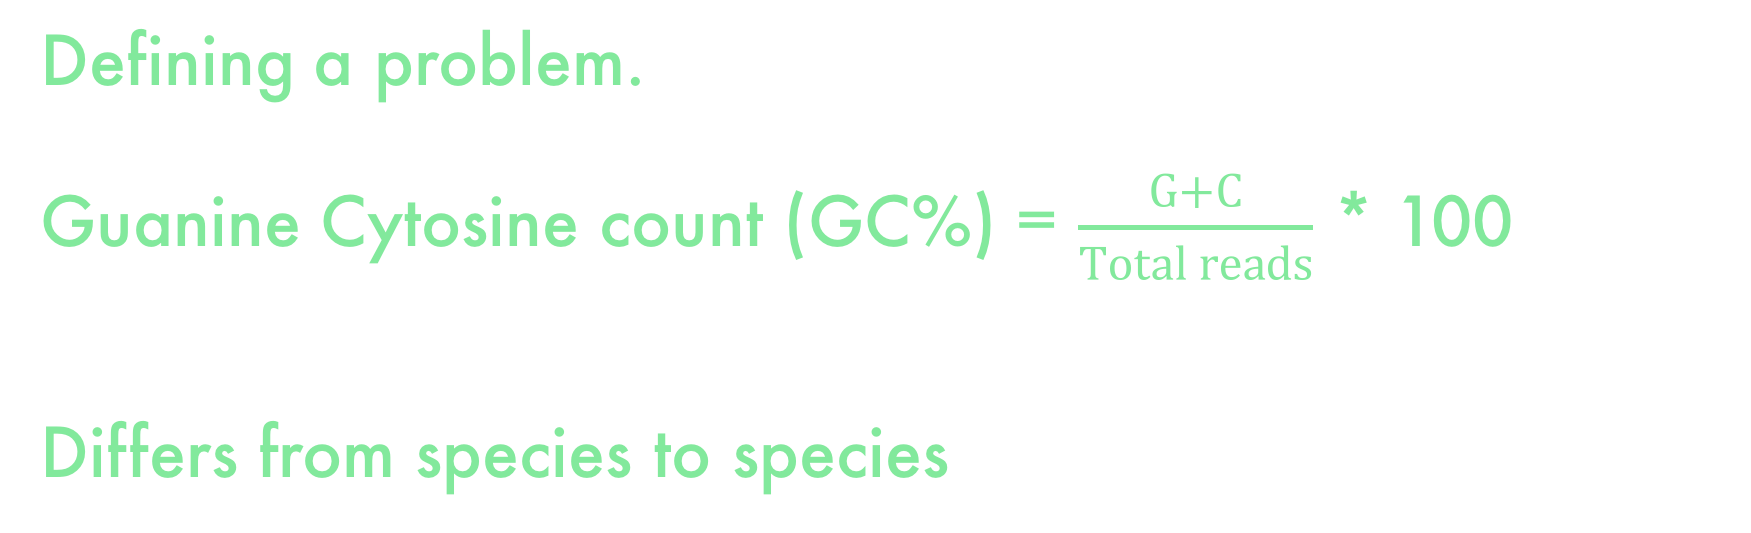 Defining a problem.
Guanine Cytosine count (GC%) = G+C / Total reads * 100
Differs from species to species